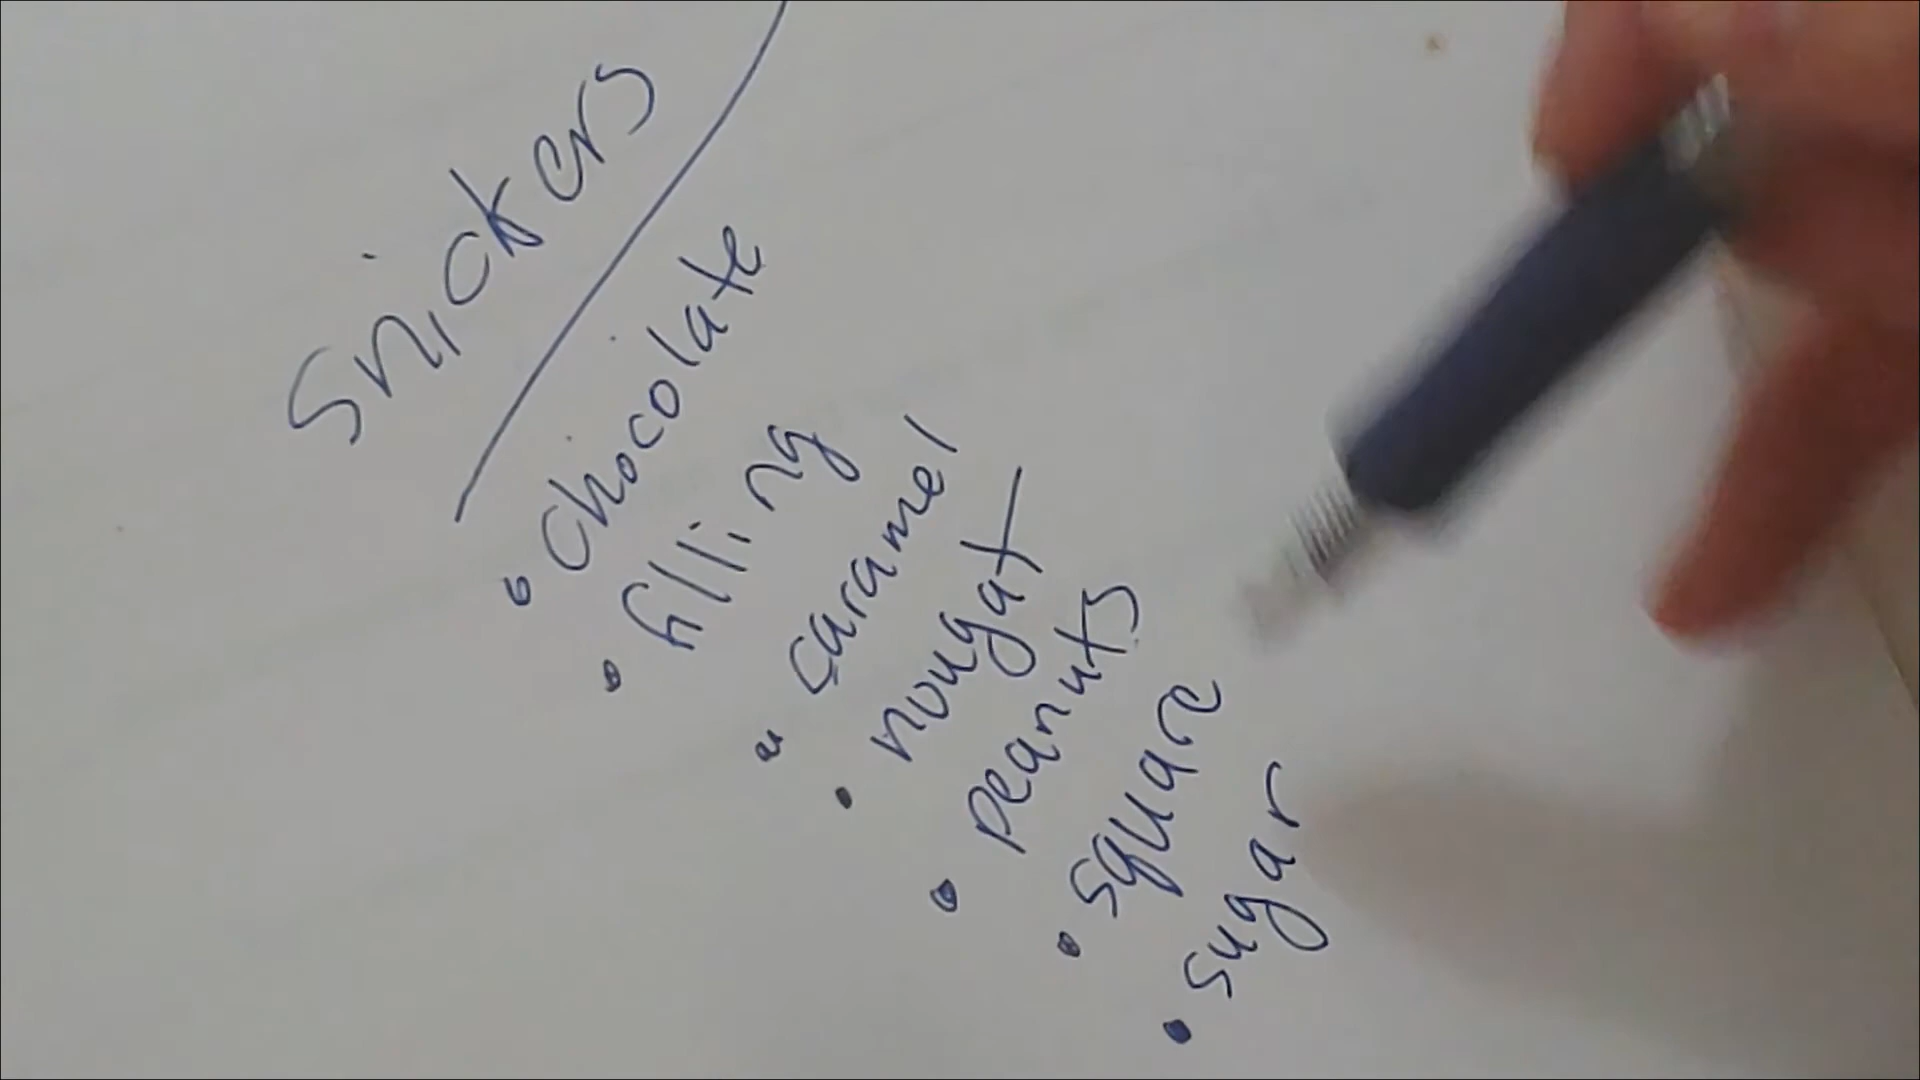 Snickers
• chocolate
• filling
• caramel
• nougat
• peanuts
• square
• sugar